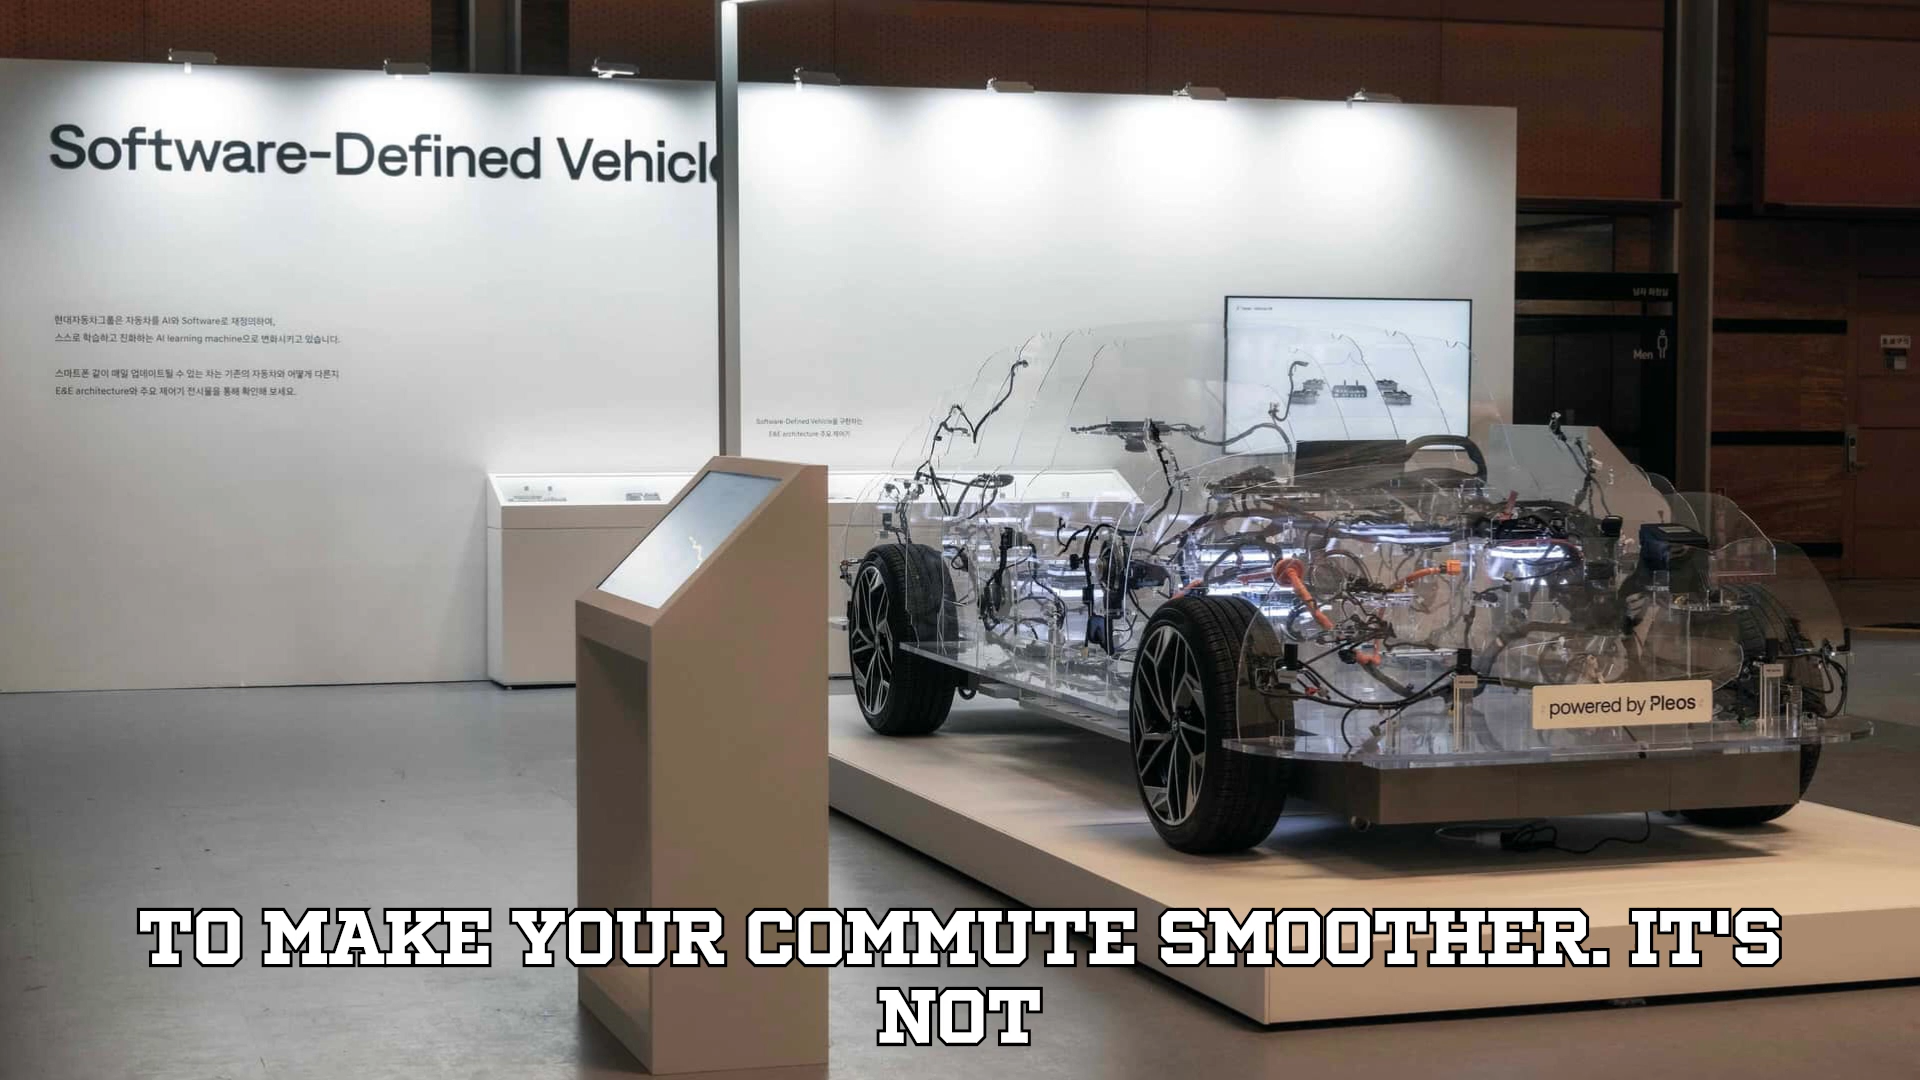 Software-Defined Vehicle
현대자동차그룹은 자동차를 AI와 Software로 재정의하여,
스스로 학습하고 진화하는 AI learning machine으로 변화시키고 있습니다.
스마트폰 같이 매일 업데이트될 수 있는 차는 기존의 자동차와 어떻게 다른지
E&E architecture와 주요 제어기 전시물을 통해 확인해 보세요.
Software-Defined Vehicle을 구현하는
E&E architecture 주요 제어기
남자 화장실
Men
powered by Pleos
TO MAKE YOUR COMMUTE SMOOTHER. IT'S
NOT